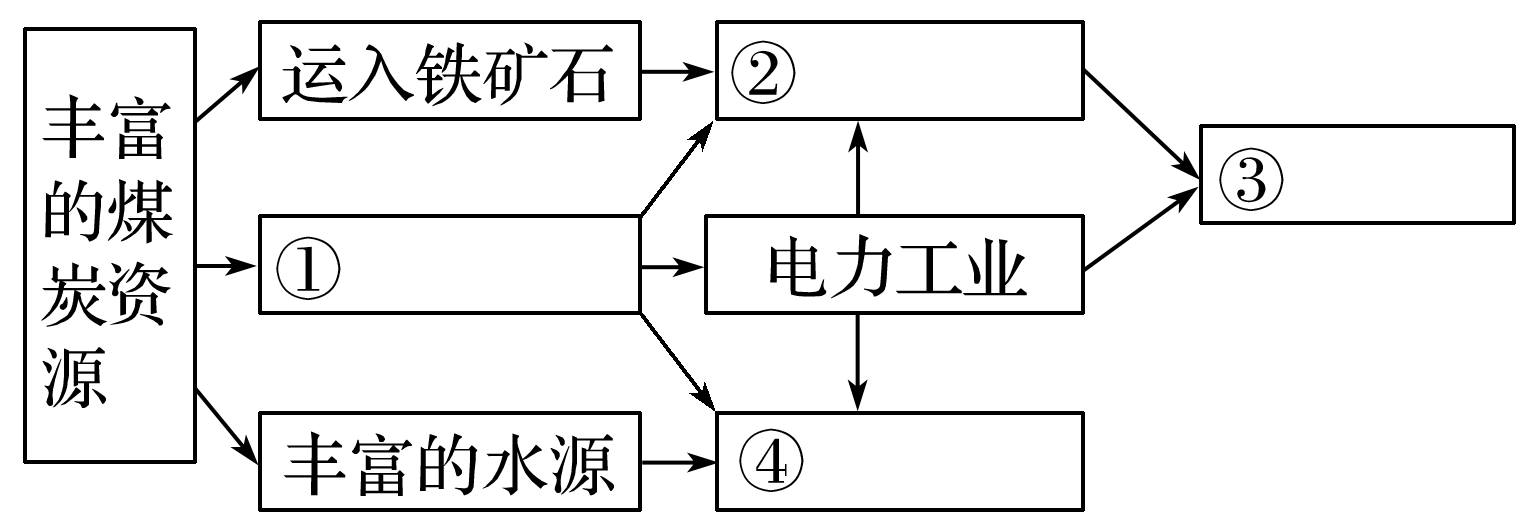 丰富
的煤
炭资
源
运入铁矿石
①
丰富的水源
②
电力工业
④
③